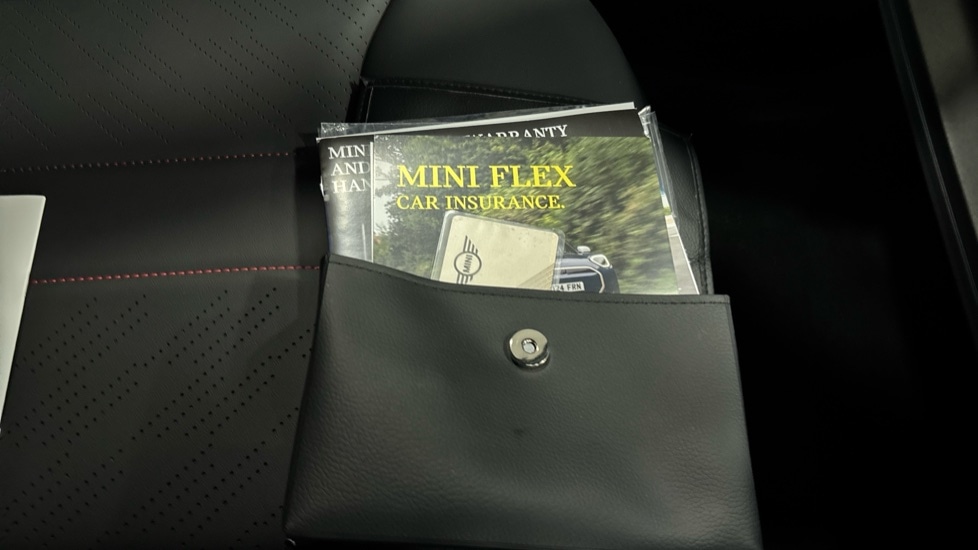 WARRANTY
MIN
AND
HAN
MINI FLEX
CAR INSURANCE.
MINI
24 FRN